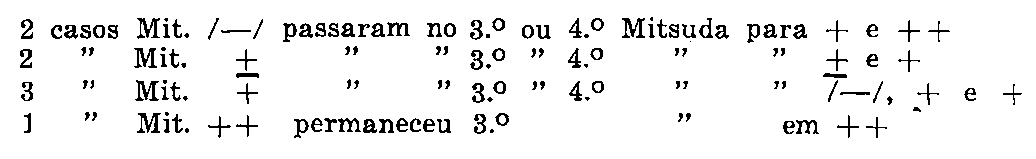 2 casos Mit. /—/ passaram no 3.º ou 4.º Mitsuda para + e ++
2 ” Mit. ± ” ” 3.º ” 4.º ” ” ± e +
3 ” Mit. + ” ” 3.º ” 4.º ” ” /—/, + e +
1 ” Mit. ++ permaneceu 3.º ” em ++